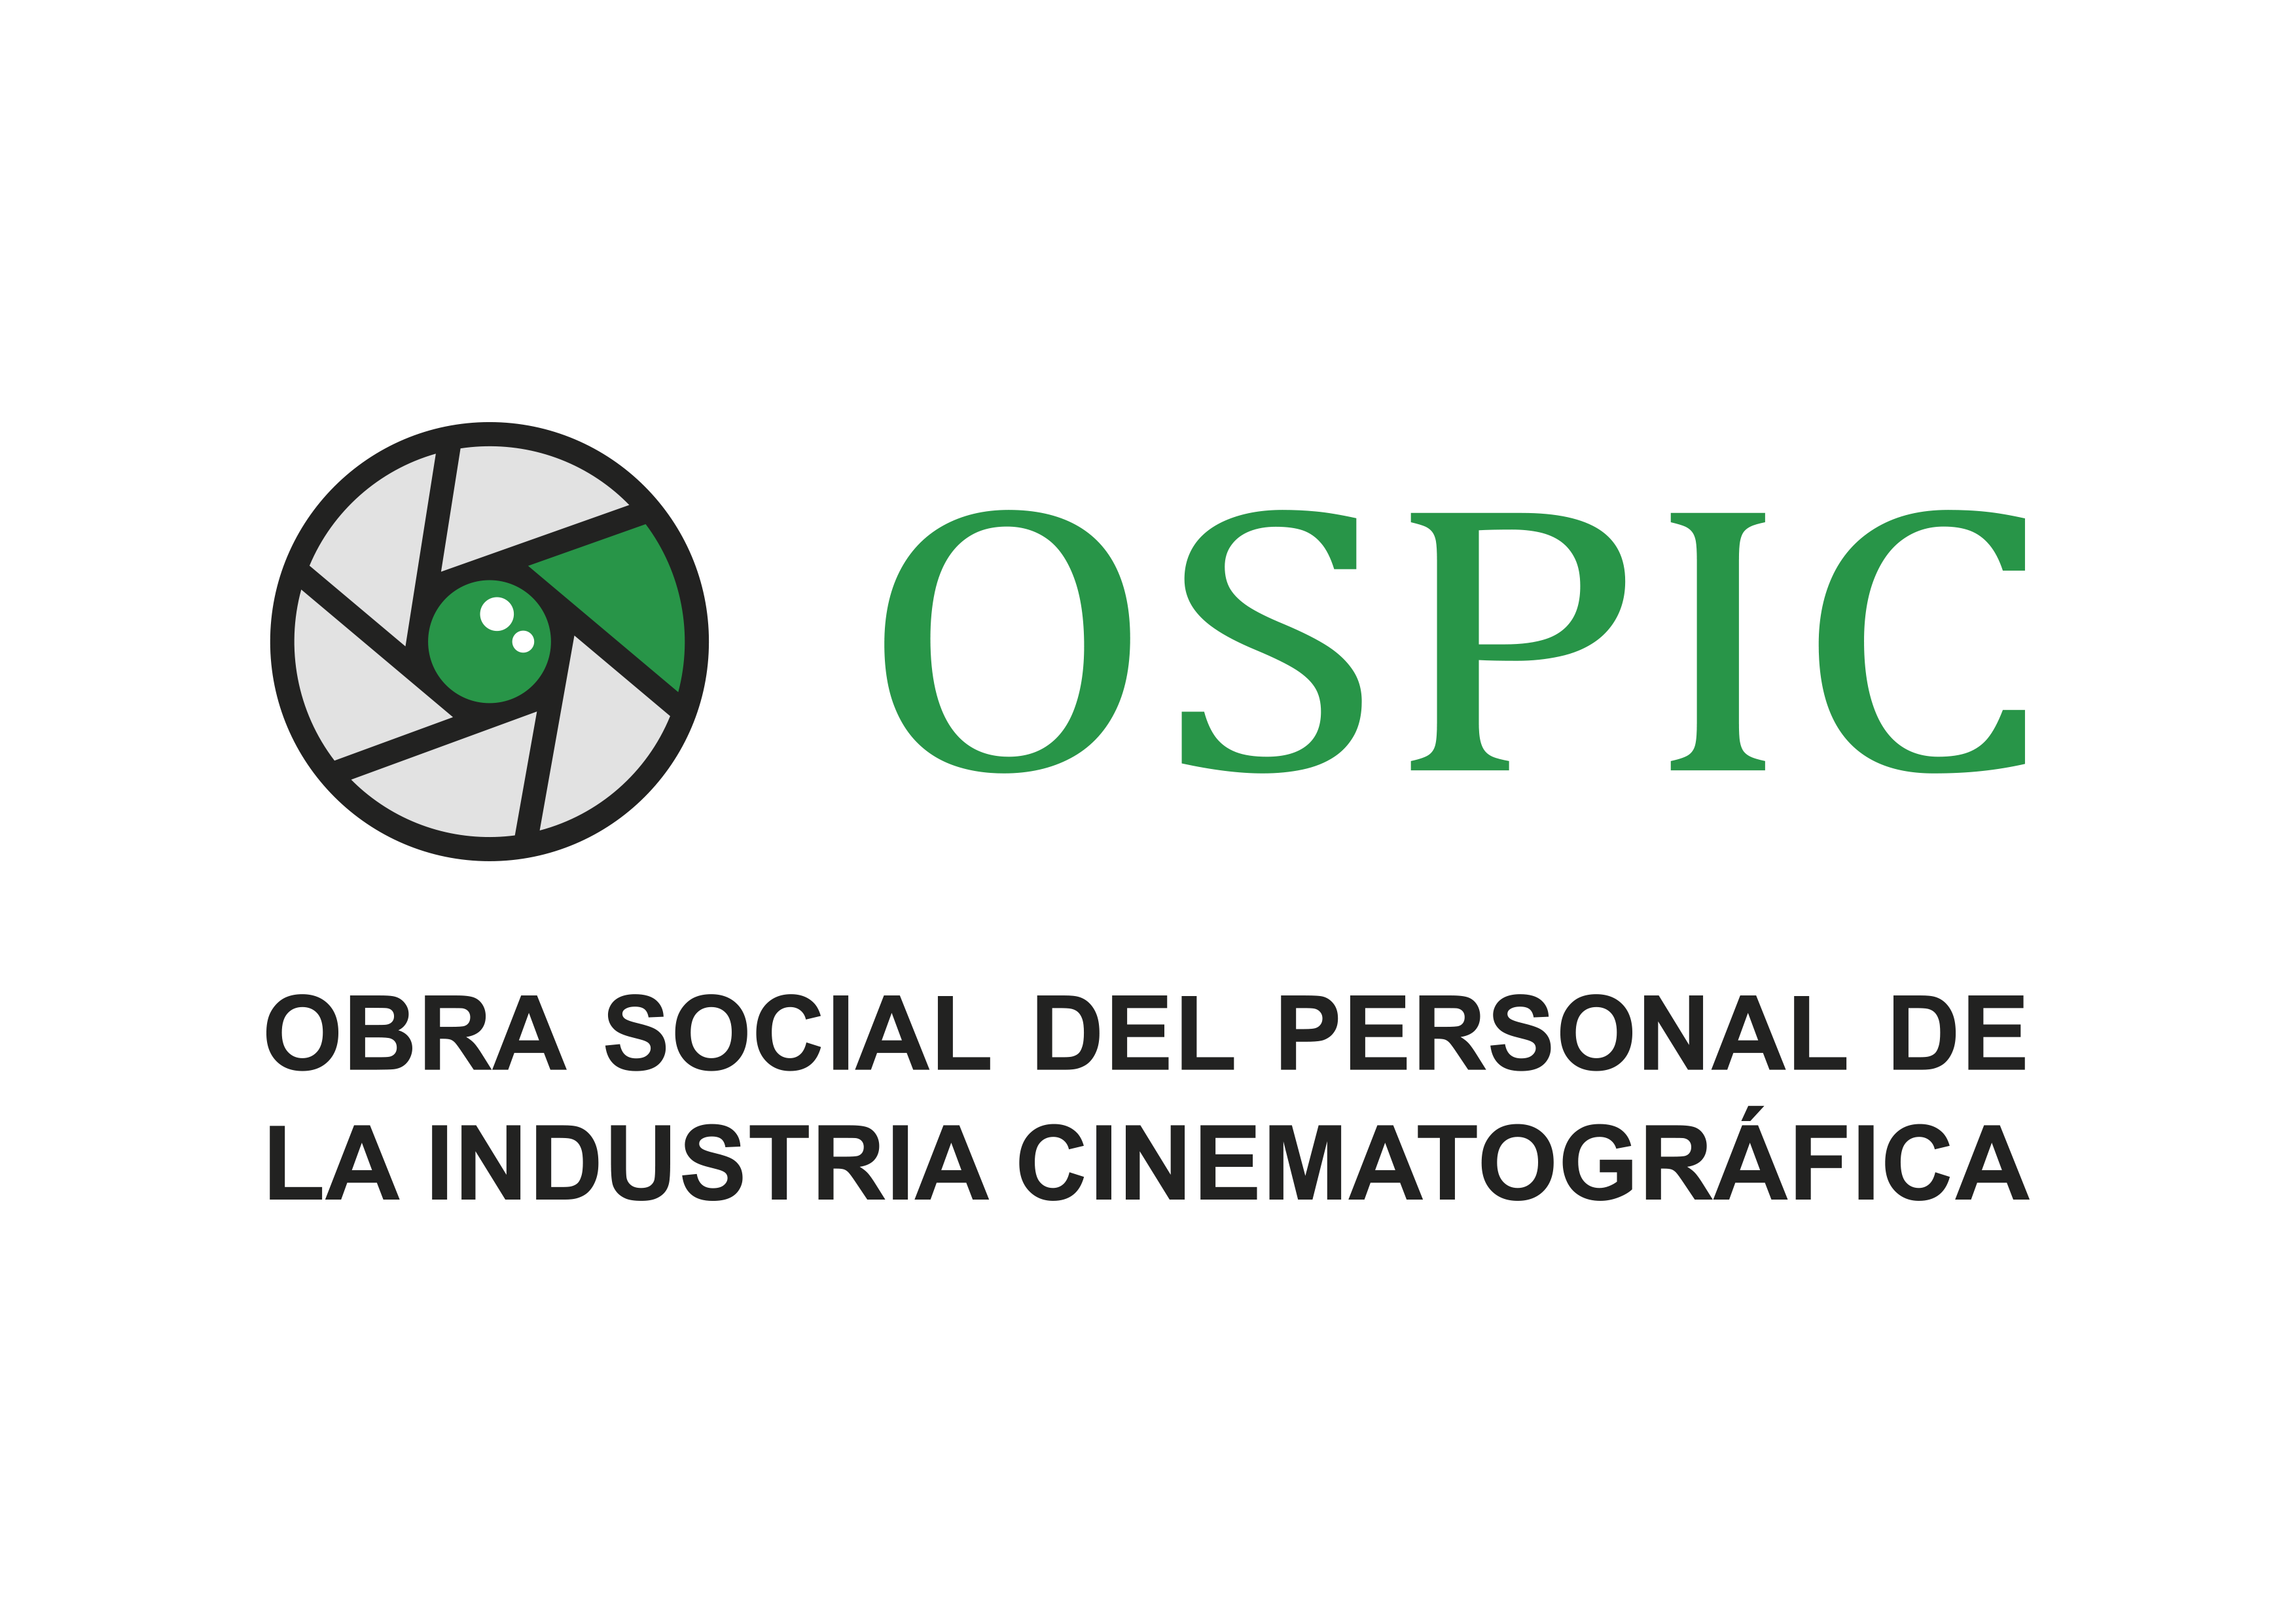 OSPIC
OBRA SOCIAL DEL PERSONAL DE
LA INDUSTRIA CINEMATOGRÁFICA